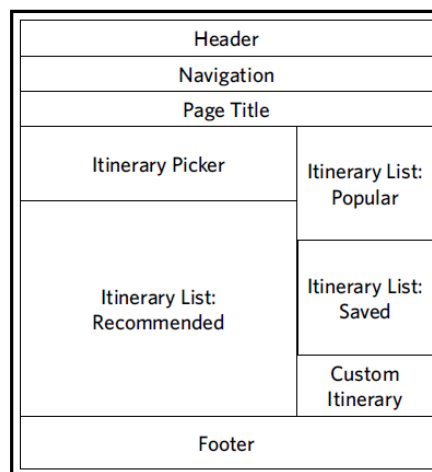 Header
Navigation
Page Title
Itinerary Picker
Itinerary List:
Recommended
Itinerary List:
Popular
Itinerary List:
Saved
Custom
Itinerary
Footer